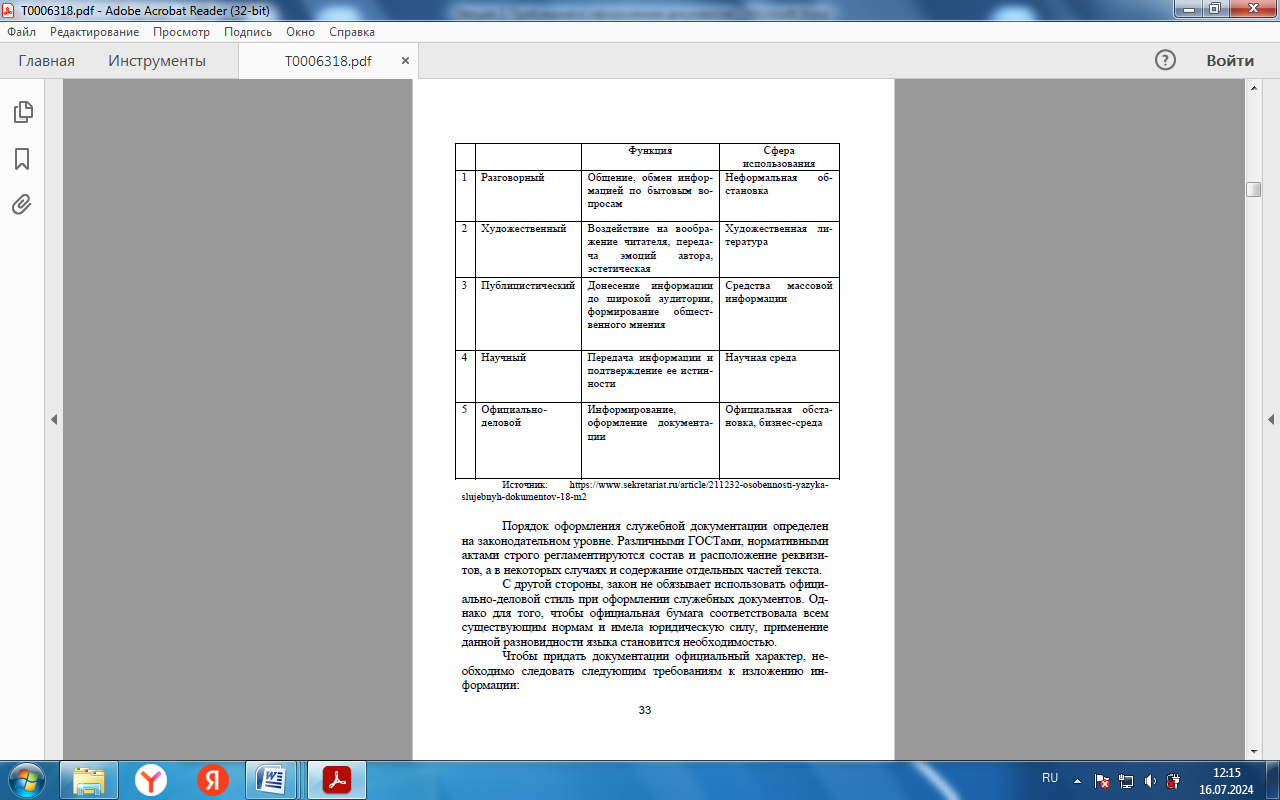 T0006318.pdf - Adobe Acrobat Reader (32-bit)
Файл Редактирование Просмотр Подпись Окно Справка
Главная Инструменты T0006318.pdf × ? Войти
Функция Сфера
использования
1 Разговорный Общение, обмен инфор- Неформальная об-
мацией по бытовым во- становка
просам
2 Художественный Воздействие на вообра- Художественная ли-
жение читателя, переда- тература
ча эмоций автора,
эстетическая
3 Публицистический Донесение информации Средства массовой
до широкой аудитории, информации
формирование общест-
венного мнения
4 Научный Передача информации и Научная среда
подтверждение ее истин-
ности
5 Официально- Информирование, Официальная обста-
деловой оформление документа- новка, бизнес-среда
ции
Источник: https://www.sekretariat.ru/article/211232-osobennosti-yazyka-
slujebnyh-dokumentov-18-m2
Порядок оформления служебной документации определен
на законодательном уровне. Различными ГОСТами, нормативными
актами строго регламентируются состав и расположение реквизи-
тов, а в некоторых случаях и содержание отдельных частей текста.
С другой стороны, закон не обязывает использовать офици-
ально-деловой стиль при оформлении служебных документов. Од-
нако для того, чтобы официальная бумага соответствовала всем
существующим нормам и имела юридическую силу, применение
данной разновидности языка становится необходимостью.
Чтобы придать документации официальный характер, не-
обходимо следовать следующим требованиям к изложению ин-
формации:
33
RU 12:15
16.07.2024